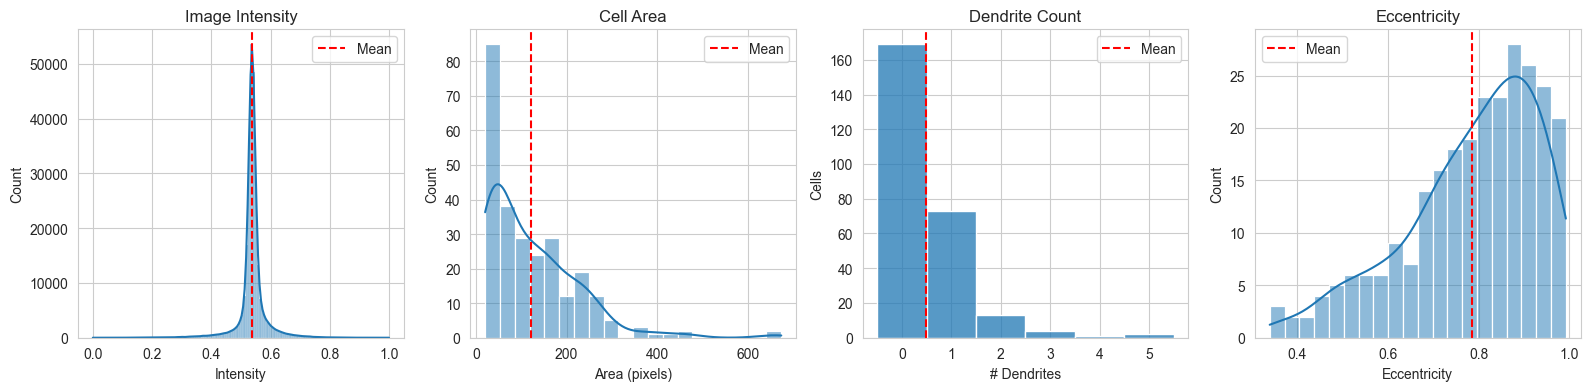 Image Intensity
Mean
50000
40000
30000
20000
10000
0
Count
0.0 0.2 0.4 0.6 0.8 1.0
Intensity
Cell Area
Mean
80
70
60
50
40
30
20
10
0
Count
0 200 400 600
Area (pixels)
Dendrite Count
Mean
160
140
120
100
80
60
40
20
0
Cells
0 1 2 3 4 5
# Dendrites
Eccentricity
Mean
25
20
15
10
5
0
Count
0.4 0.6 0.8 1.0
Eccentricity